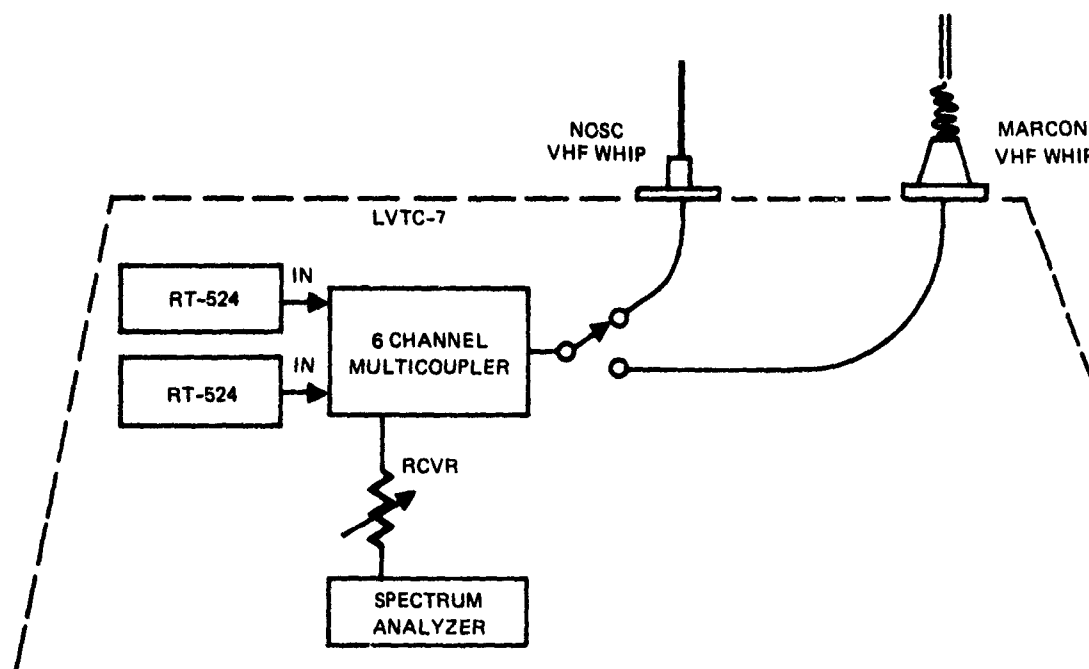 NOSC
VHF WHIP
MARCON
VHF WHIP
LVTC-7
RT-524
IN
6 CHANNEL
MULTICOUPLER
RT-524
IN
RCVR
SPECTRUM
ANALYZER